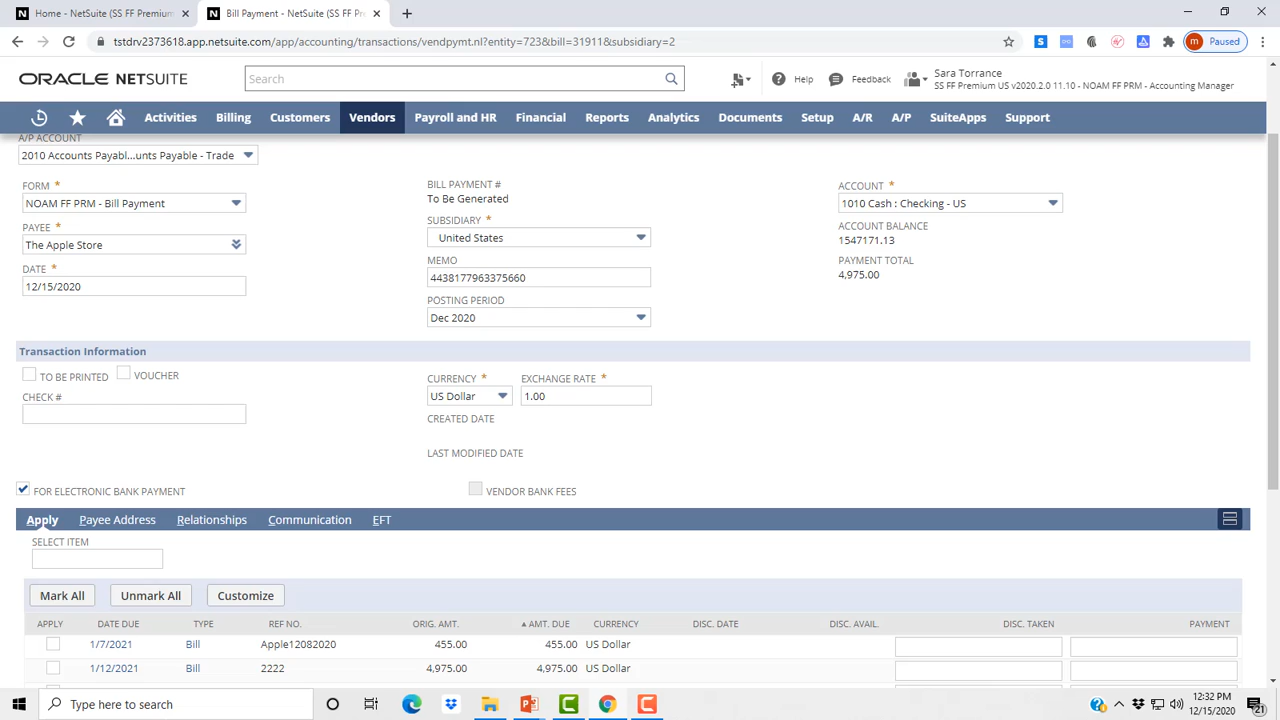 Home - NetSuite (SS FF Premium
Bill Payment - NetSuite (SS FF Pr
tstdrv2373618.app.netsuite.com/app/accounting/transactions/vendpymt.nl?entity=723&bill=31911&subsidiary=2
m Paused
ORACLE NETSUITE
Search
Help
Feedback
Sara Torrance
SS FF Premium US v2020.2.0 11.10 - NOAM FF PRM - Accounting Manager
Activities Billing Customers Vendors Payroll and HR Financial Reports Analytics Documents Setup A/R A/P SuiteApps Support
A/P ACCOUNT
2010 Accounts Payabl...unts Payable - Trade
FORM *
NOAM FF PRM - Bill Payment
PAYEE *
The Apple Store
DATE *
12/15/2020
BILL PAYMENT #
To Be Generated
SUBSIDIARY *
United States
MEMO
4438177963375660
POSTING PERIOD
Dec 2020
ACCOUNT *
1010 Cash : Checking - US
ACCOUNT BALANCE
1547171.13
PAYMENT TOTAL
4,975.00
Transaction Information
TO BE PRINTED VOUCHER
CHECK #
CURRENCY * EXCHANGE RATE *
US Dollar 1.00
CREATED DATE
LAST MODIFIED DATE
FOR ELECTRONIC BANK PAYMENT
VENDOR BANK FEES
Apply Payee Address Relationships Communication EFT
SELECT ITEM
Mark All Unmark All Customize
APPLY DATE DUE TYPE REF NO. ORIG. AMT. AMT. DUE CURRENCY DISC. DATE DISC. AVAIL. DISC. TAKEN PAYMENT
1/7/2021 Bill Apple12082020 455.00 455.00 US Dollar
1/12/2021 Bill 2222 4,975.00 4,975.00 US Dollar
Type here to search
12:32 PM
12/15/2020
21